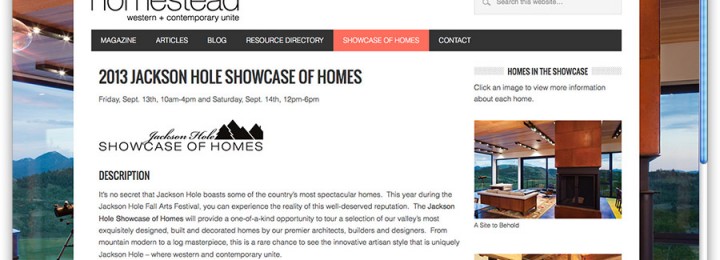 homestead
western + contemporary unite
Search this website...
MAGAZINE ARTICLES BLOG RESOURCE DIRECTORY SHOWCASE OF HOMES CONTACT
2013 JACKSON HOLE SHOWCASE OF HOMES
Friday, Sept. 13th, 10am-4pm and Saturday, Sept. 14th, 12pm-6pm
Jackson Hole
SHOWCASE OF HOMES
DESCRIPTION
It's no secret that Jackson Hole boasts some of the country's most spectacular homes. This year during the
Jackson Hole Fall Arts Festival, you can experience the reality of this well-deserved reputation. The Jackson
Hole Showcase of Homes will provide a one-of-a-kind opportunity to tour a selection of our valley's most
exquisitely designed, built and decorated homes by our premier architects, builders and designers. From
mountain modern to a log masterpiece, this is a rare chance to see the innovative artisan style that is uniquely
Jackson Hole – where western and contemporary unite.
HOMES IN THE SHOWCASE
Click an image to view more information
about each home.
A Site to Behold